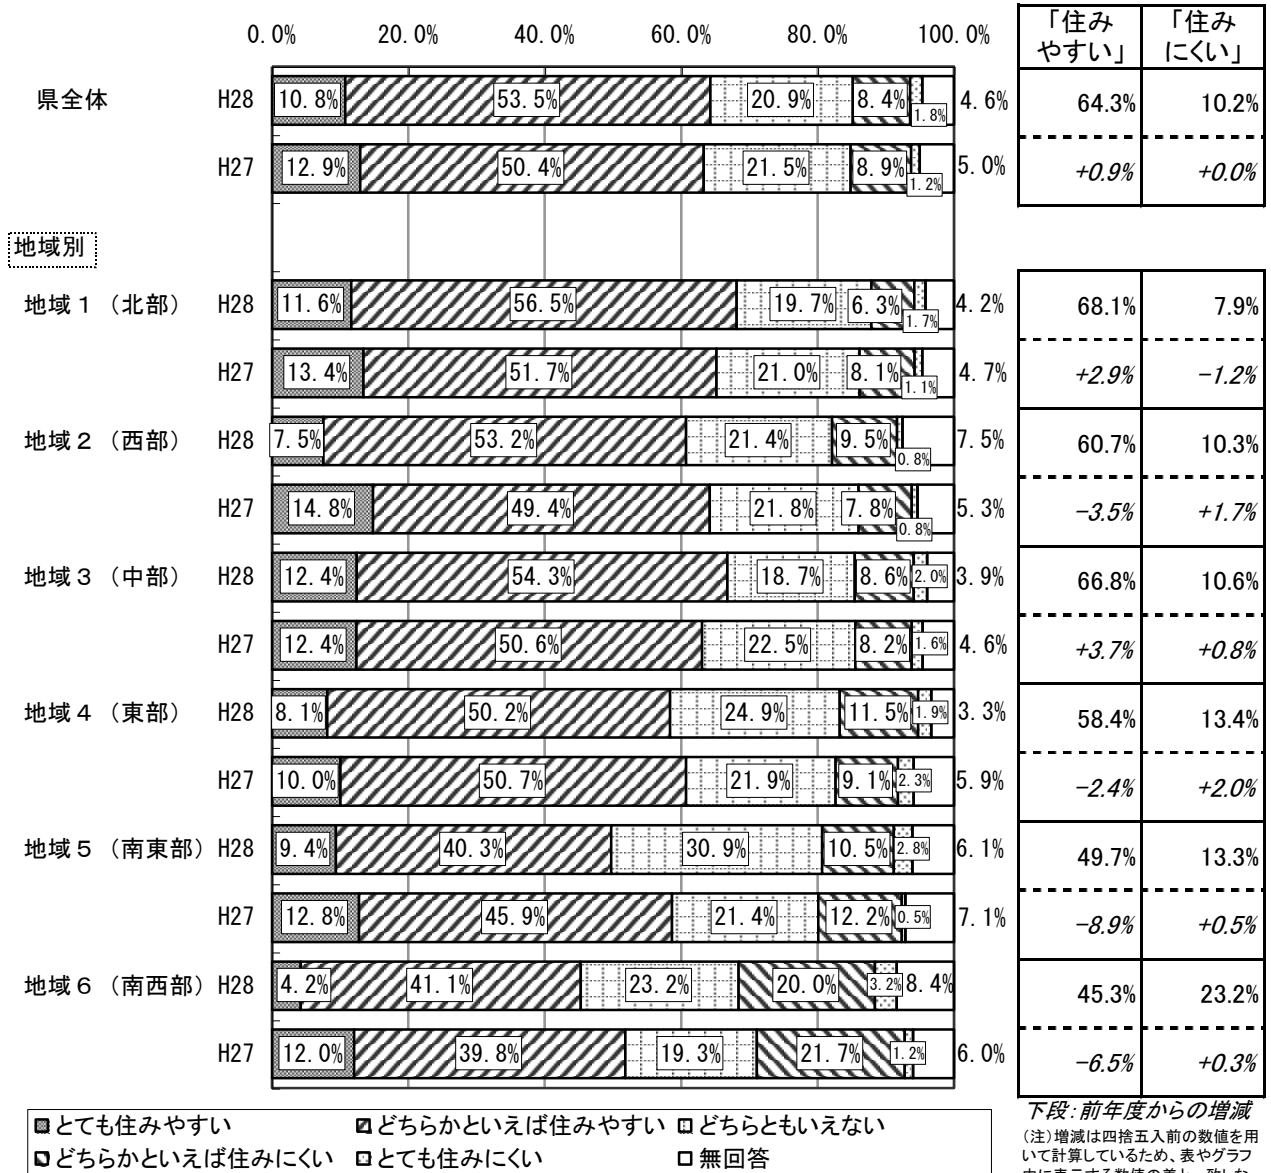 0.0% 20.0% 40.0% 60.0% 80.0% 100.0%
「住みやすい」 「住みにくい」
県全体 H28 10.8% 53.5% 20.9% 8.4% 1.8% 4.6% 64.3% 10.2%
H27 12.9% 50.4% 21.5% 8.9% 1.2% 5.0% +0.9% +0.0%
地域別
地域1（北部） H28 11.6% 56.5% 19.7% 6.3% 1.7% 4.2% 68.1% 7.9%
H27 13.4% 51.7% 21.0% 8.1% 1.1% 4.7% +2.9% -1.2%
地域2（西部） H28 7.5% 53.2% 21.4% 9.5% 0.8% 7.5% 60.7% 10.3%
H27 14.8% 49.4% 21.8% 7.8% 0.8% 5.3% -3.5% +1.7%
地域3（中部） H28 12.4% 54.3% 18.7% 8.6% 2.0% 3.9% 66.8% 10.6%
H27 12.4% 50.6% 22.5% 8.2% 1.6% 4.6% +3.7% +0.8%
地域4（東部） H28 8.1% 50.2% 24.9% 11.5% 1.9% 3.3% 58.4% 13.4%
H27 10.0% 50.7% 21.9% 9.1% 2.3% 5.9% -2.4% +2.0%
地域5（南東部） H28 9.4% 40.3% 30.9% 10.5% 2.8% 6.1% 49.7% 13.3%
H27 12.8% 45.9% 21.4% 12.2% 0.5% 7.1% -8.9% +0.5%
地域6（南西部） H28 4.2% 41.1% 23.2% 20.0% 3.2% 8.4% 45.3% 23.2%
H27 12.0% 39.8% 19.3% 21.7% 1.2% 6.0% -6.5% +0.3%
とても住みやすい どちらかといえば住みやすい どちらともいえない
どちらかといえば住みにくい とても住みにくい 無回答
下段：前年度からの増減
（注）増減は四捨五入前の数値を用
いて計算しているため、表やグラフ